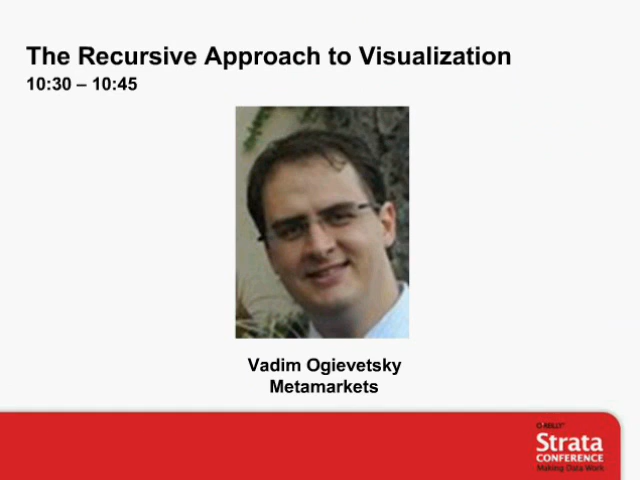 The Recursive Approach to Visualization
10:30 – 10:45
Vadim Ogievetsky
Metamarkets
O'REILLY®
Strata
CONFERENCE
Making Data Work